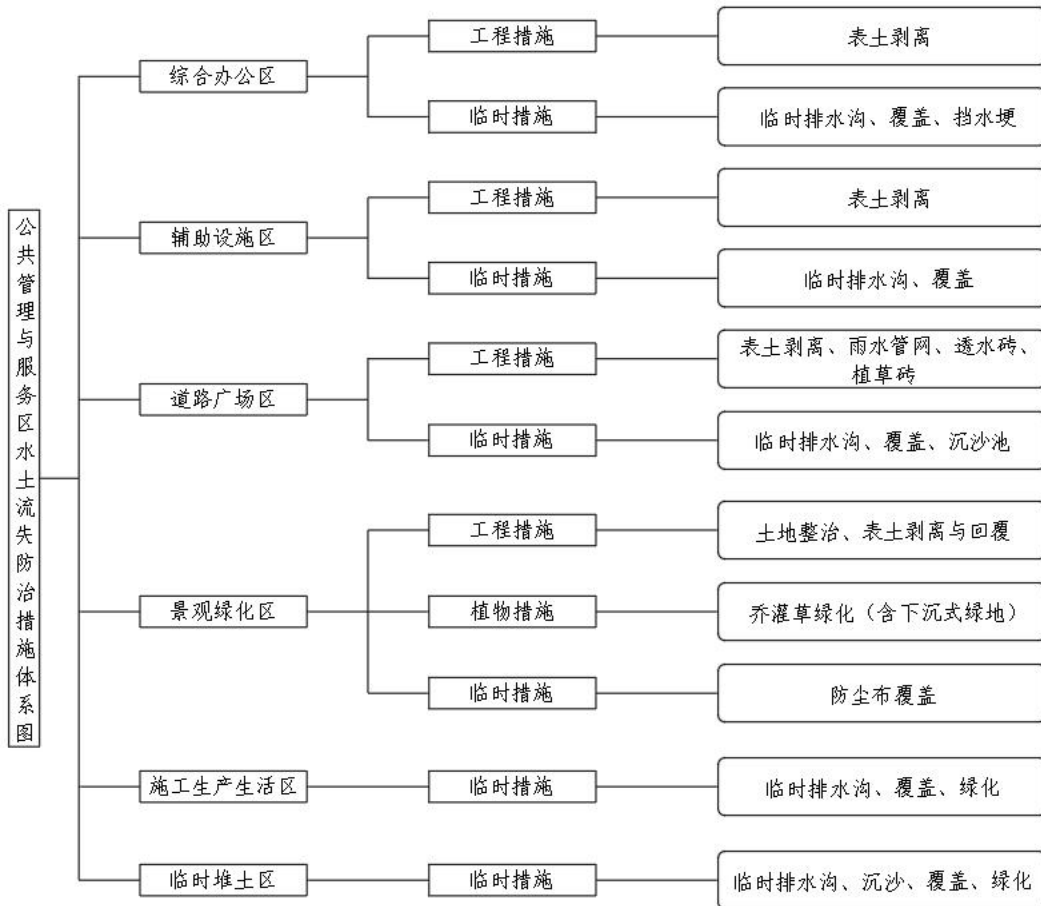 公共管理与服务区水土流失防治措施体系图
综合办公区
工程措施
表土剥离
临时措施
临时排水沟、覆盖、挡水埂
辅助设施区
工程措施
表土剥离
临时措施
临时排水沟、覆盖
道路广场区
工程措施
表土剥离、雨水管网、透水砖、
植草砖
临时措施
临时排水沟、覆盖、沉沙池
景观绿化区
工程措施
土地整治、表土剥离与回覆
植物措施
乔灌草绿化（含下沉式绿地）
临时措施
防尘布覆盖
施工生产生活区
临时措施
临时排水沟、覆盖、绿化
临时堆土区
临时措施
临时排水沟、沉沙、覆盖、绿化